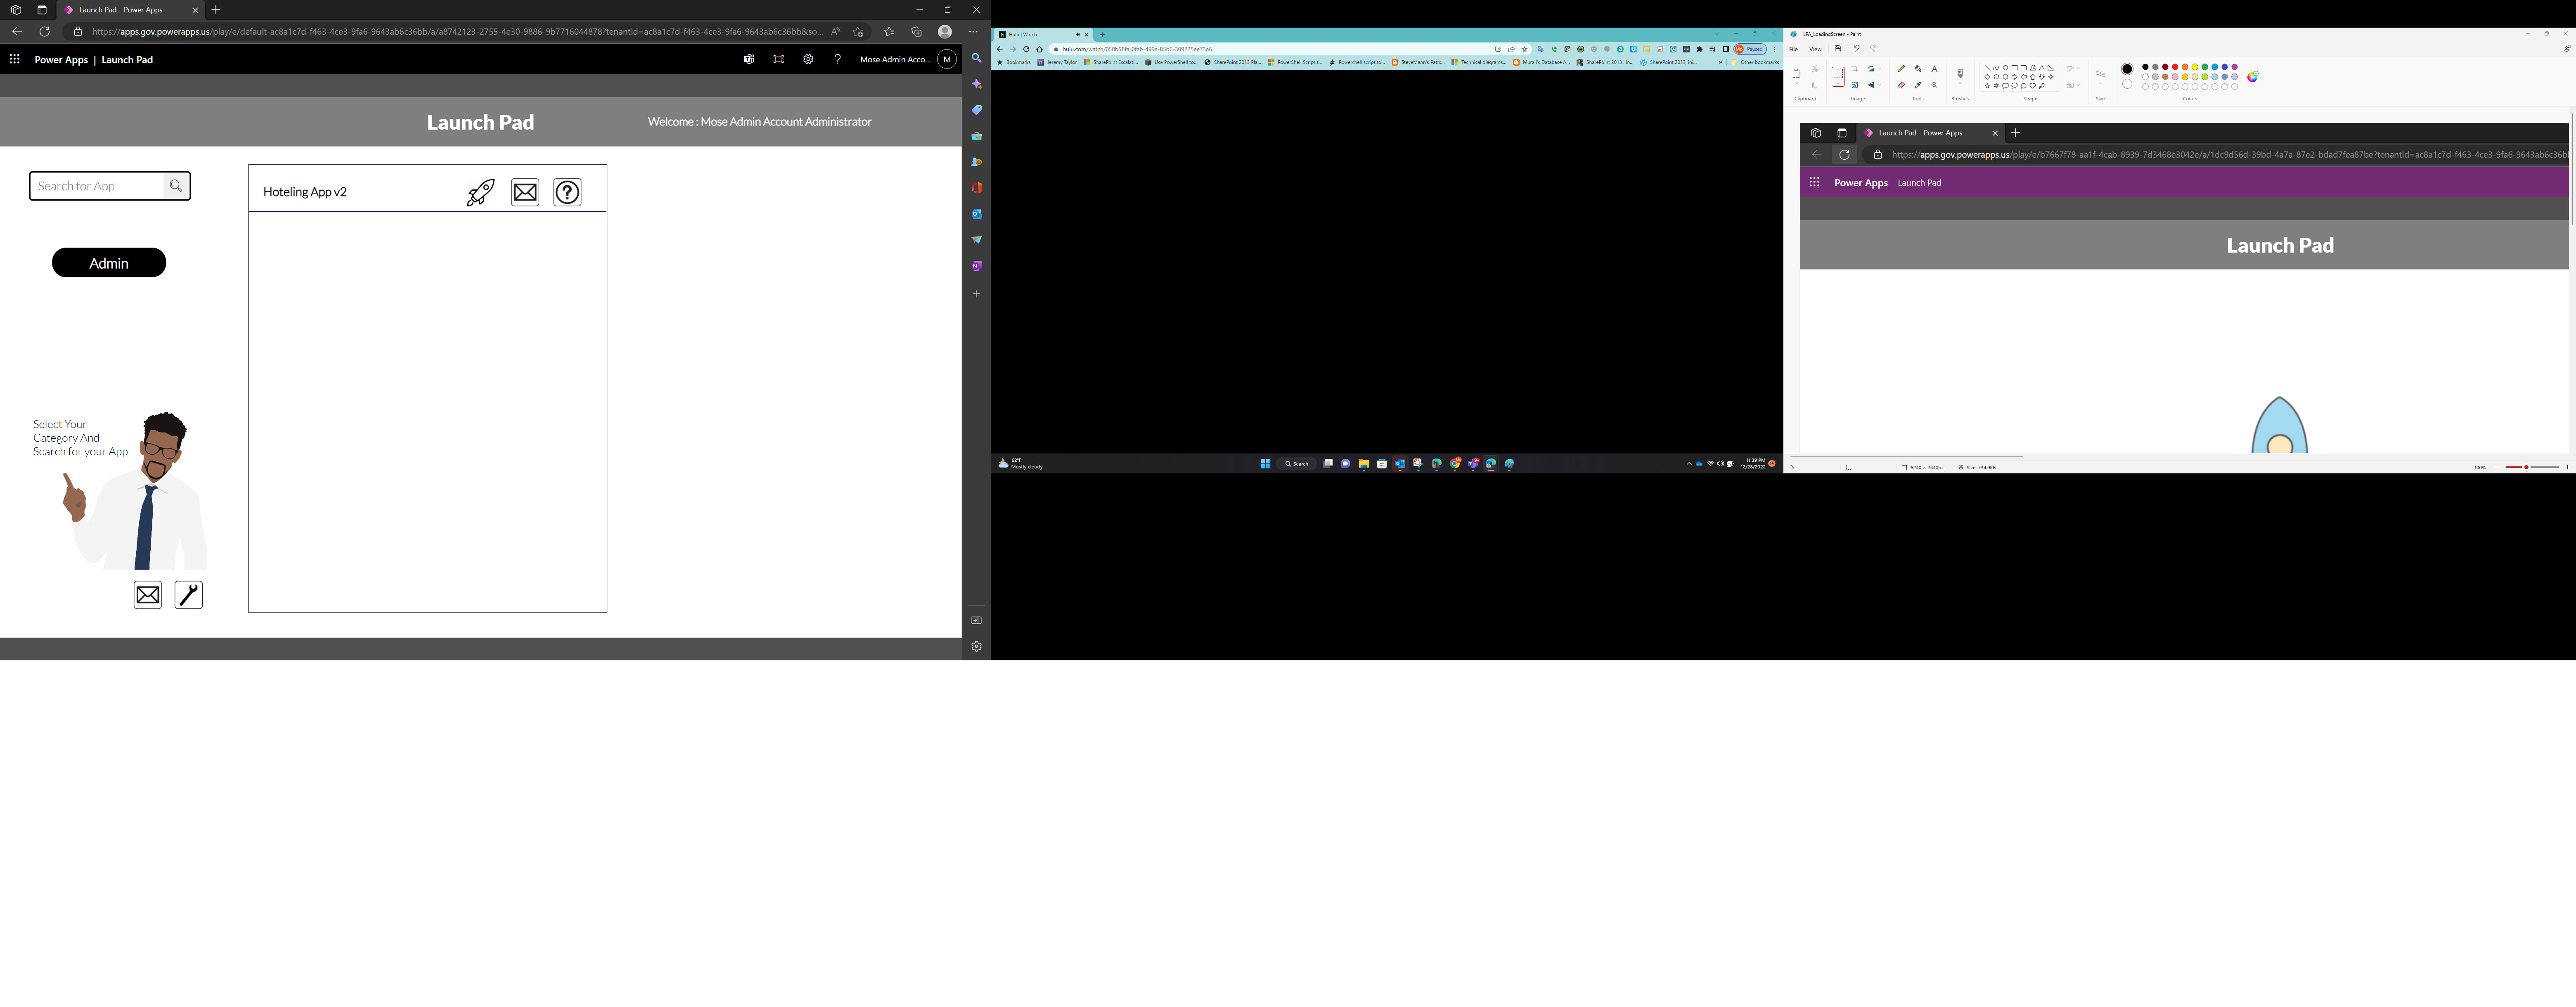 Launch Pad - Power Apps
https://apps.gov.powerapps.us/play/e/default-ac8a1c7d-f463-4ce3-9fa6-9643ab6c36bb/a/a8742123-2755-4e30-9886-9b7716044878?tenantId=ac8a1c7d-f463-4ce3-9fa6-9643ab6c36bb&so...
Power Apps | Launch Pad
Mose Admin Acco...
M
Launch Pad
Welcome : Mose Admin Account Administrator
Search for App
Hoteling App v2
Admin
Select Your
Category And
Search for your App
Hulu | Watch
hulu.com/watch/050b58fa-0fab-499a-85b6-309225ee73a6
Paused
Bookmarks
Jeremy Taylor
SharePoint Escalati...
Use PowerShell to...
SharePoint 2013 Pla...
PowerShell Script t...
Powershell script to...
SteveMann's Path...
Technical diagrams...
Murali's Database A...
SharePoint 2013 : In...
SharePoint 2013, in...
Other bookmarks
62°F
Mostly cloudy
Search
11:39 PM
12/28/2022
LPA_LoadingScreen - Paint
File
View
Clipboard
Image
Tools
Brushes
Shapes
Size
Colors
Launch Pad - Power Apps
https://apps.gov.powerapps.us/play/e/b7667f78-aa1f-4cab-8939-7d3468e3042e/a/1dc9d56d-39bd-4a7a-87e2-bdad7fea87be?tenantId=ac8a1c7d-f463-4ce3-9fa6-9643ab6c36bb
Power Apps
Launch Pad
Launch Pad
6240 × 2440px
Size: 734.9KB
100%